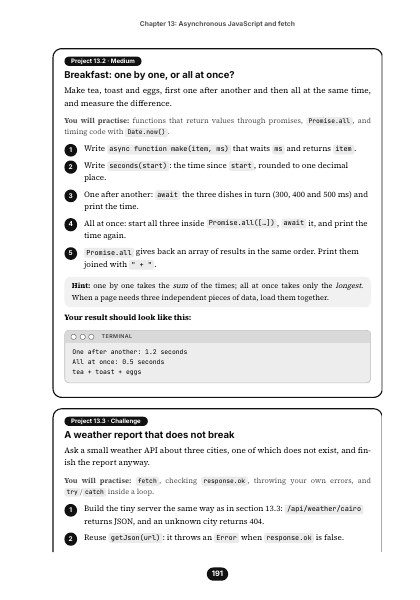 Chapter 13: Asynchronous JavaScript and fetch
Project 13.2 · Medium
Breakfast: one by one, or all at once?
Make tea, toast and eggs, first one after another and then all at the same time,
and measure the difference.
You will practise: functions that return values through promises, Promise.all, and
timing code with Date.now().
1 Write async function make(item, ms) that waits ms and returns item.
2 Write seconds(start): the time since start, rounded to one decimal
place.
3 One after another: await the three dishes in turn (300, 400 and 500 ms) and
print the time.
4 All at once: start all three inside Promise.all([…]), await it, and print the
time again.
5 Promise.all gives back an array of results in the same order. Print them
joined with " + ".
Hint: one by one takes the sum of the times; all at once takes only the longest.
When a page needs three independent pieces of data, load them together.
Your result should look like this:
TERMINAL
One after another: 1.2 seconds
All at once: 0.5 seconds
tea + toast + eggs
Project 13.3 · Challenge
A weather report that does not break
Ask a small weather API about three cities, one of which does not exist, and fin-
ish the report anyway.
You will practise: fetch, checking response.ok, throwing your own errors, and
try / catch inside a loop.
1 Build the tiny server the same way as in section 13.3: /api/weather/cairo
returns JSON, and an unknown city returns 404.
2 Reuse getJson(url): it throws an Error when response.ok is false.
191